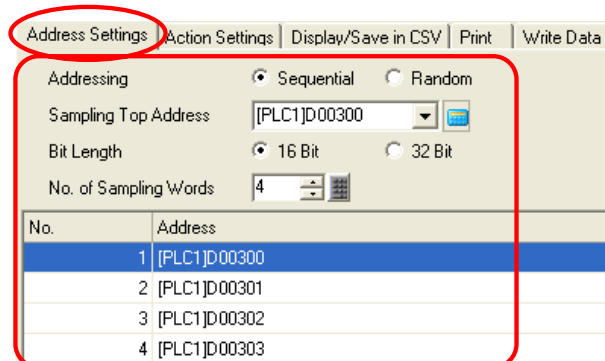 Address Settings Action Settings Display/Save in CSV Print Write Data
Addressing Sequential Random
Sampling Top Address [PLC1]D00300
Bit Length 16 Bit 32 Bit
No. of Sampling Words 4
No. Address
1 [PLC1]D00300
2 [PLC1]D00301
3 [PLC1]D00302
4 [PLC1]D00303